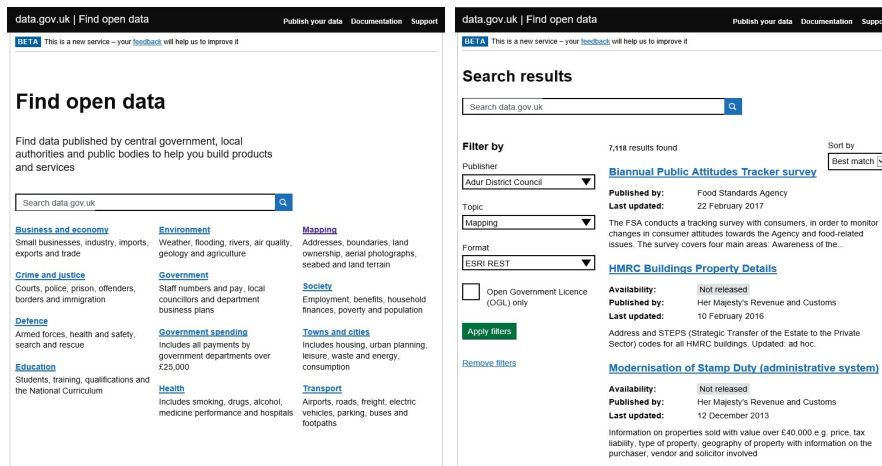 data.gov.uk | Find open data
Publish your data Documentation Support
BETA This is a new service – your feedback will help us to improve it
Find open data
Find data published by central government, local
authorities and public bodies to help you build products
and services
Search data.gov.uk
Business and economy
Small businesses, industry, imports,
exports and trade
Crime and justice
Courts, police, prison, offenders,
borders and immigration
Defence
Armed forces, health and safety,
search and rescue
Education
Students, training, qualifications and
the National Curriculum
Environment
Weather, flooding, rivers, air quality,
geology and agriculture
Government
Staff numbers and pay, local
councillors and department
business plans
Government spending
Includes all payments by
government departments over
£25,000
Health
Includes smoking, drugs, alcohol,
medicine performance and hospitals
Mapping
Addresses, boundaries, land
ownership, aerial photographs,
seabed and land terrain
Society
Employment, benefits, household
finances, poverty and population
Towns and cities
Includes housing, urban planning,
leisure, waste and energy,
consumption
Transport
Airports, roads, freight, electric
vehicles, parking, buses and
footpaths
data.gov.uk | Find open data
Publish your data Documentation Suppo
BETA This is a new service – your feedback will help us to improve it
Search results
Search data.gov.uk
Filter by
Publisher
Adur District Council
Topic
Mapping
Format
ESRI REST
Open Government Licence
(OGL) only
Apply filters
Remove filters
7,118 results found
Sort by
Best match
Biannual Public Attitudes Tracker survey
Published by: Food Standards Agency
Last updated: 22 February 2017
The FSA conducts a tracking survey with consumers, in order to monitor
changes in consumer attitudes towards the Agency and food-related
issues. The survey covers four main areas: Awareness of the...
HMRC Buildings Property Details
Availability: Not released
Published by: Her Majesty's Revenue and Customs
Last updated: 10 February 2016
Address and STEPS (Strategic Transfer of the Estate to the Private
Sector) codes for all HMRC buildings. Updated: ad hoc.
Modernisation of Stamp Duty (administrative system)
Availability: Not released
Published by: Her Majesty's Revenue and Customs
Last updated: 12 December 2013
Information on properties sold with value over £40,000 e.g. price, tax
liability, type of property, geography of property with information on the
purchaser, vendor and solicitor involved